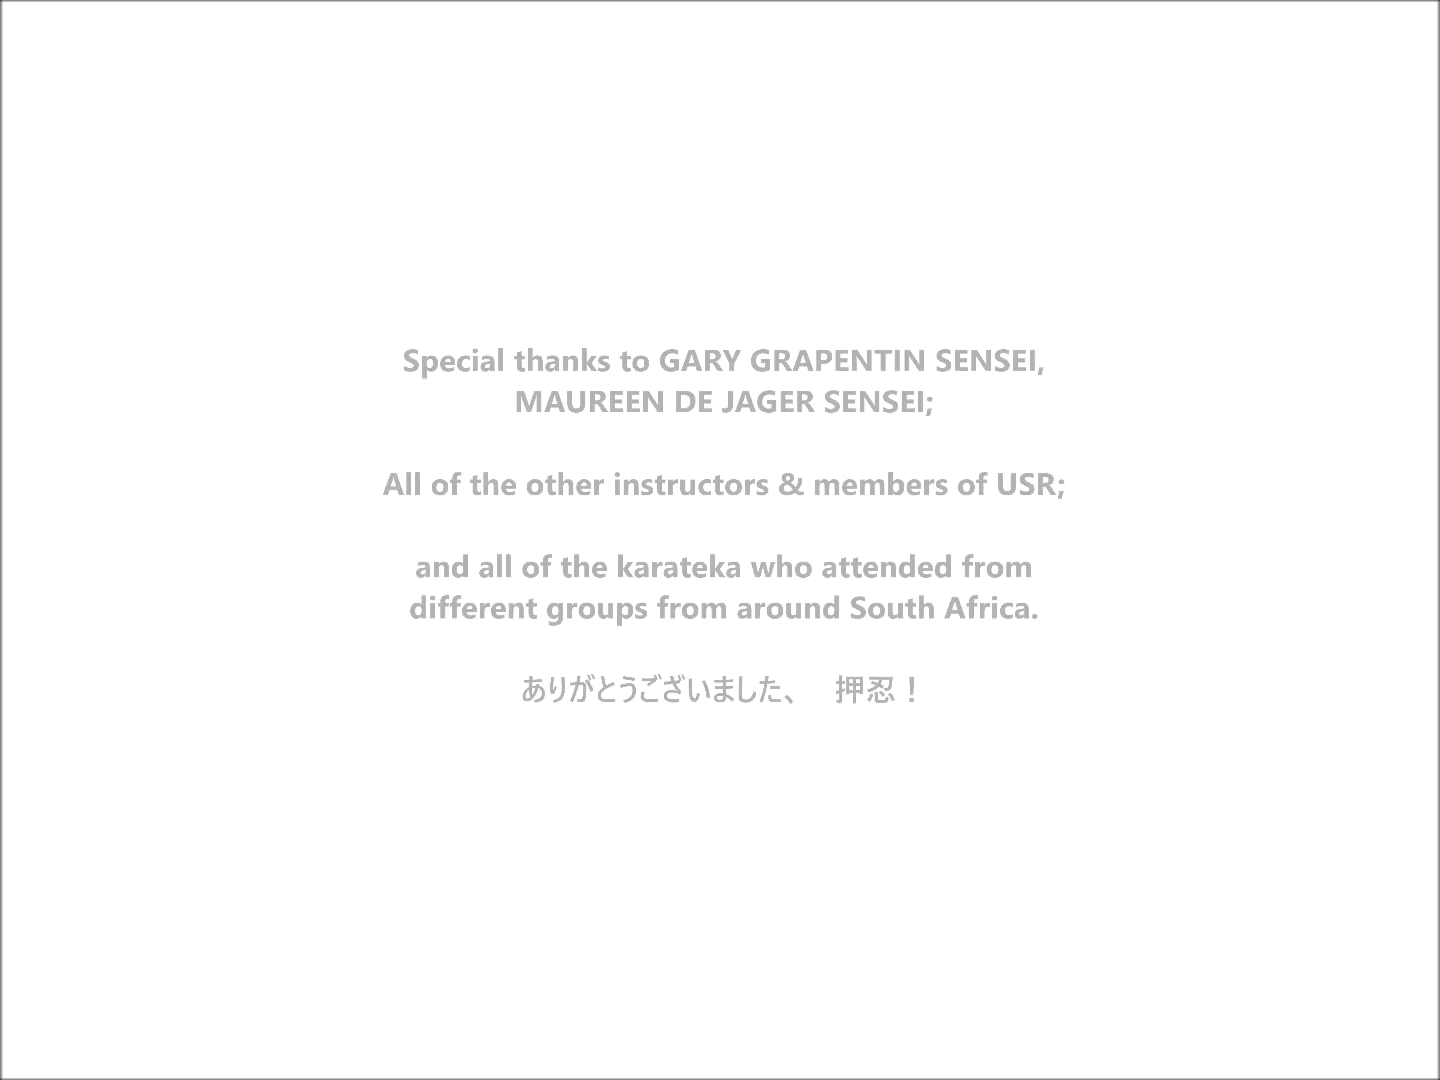 Special thanks to GARY GRAPENTIN SENSEI,
MAUREEN DE JAGER SENSEI;
All of the other instructors & members of USR;
and all of the karateka who attended from
different groups from around South Africa.
ありがとうございました、　押忍！